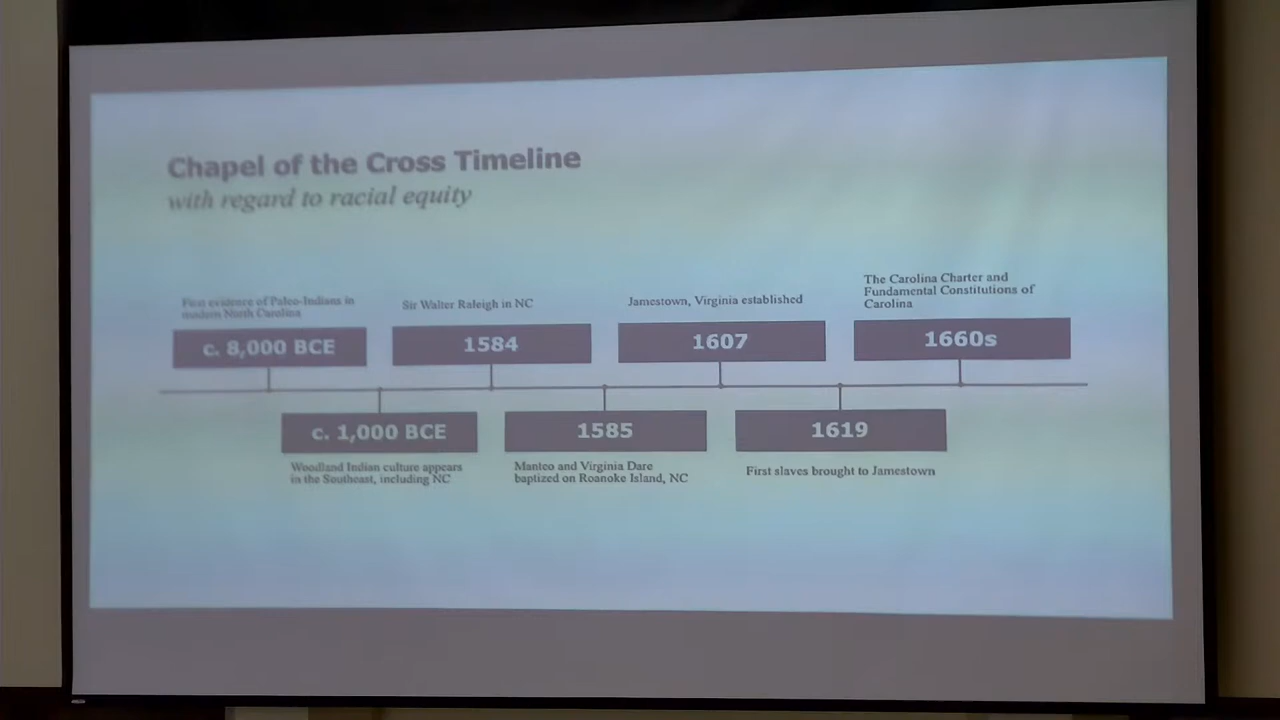 Chapel of the Cross Timeline
with regard to racial equity
First evidence of Paleo-Indians in
modern North Carolina
c. 8,000 BCE
Sir Walter Raleigh in NC
1584
Jamestown, Virginia established
1607
The Carolina Charter and
Fundamental Constitutions of
Carolina
1660s
c. 1,000 BCE
Woodland Indian culture appears
in the Southeast, including NC
1585
Manteo and Virginia Dare
baptized on Roanoke Island, NC
1619
First slaves brought to Jamestown